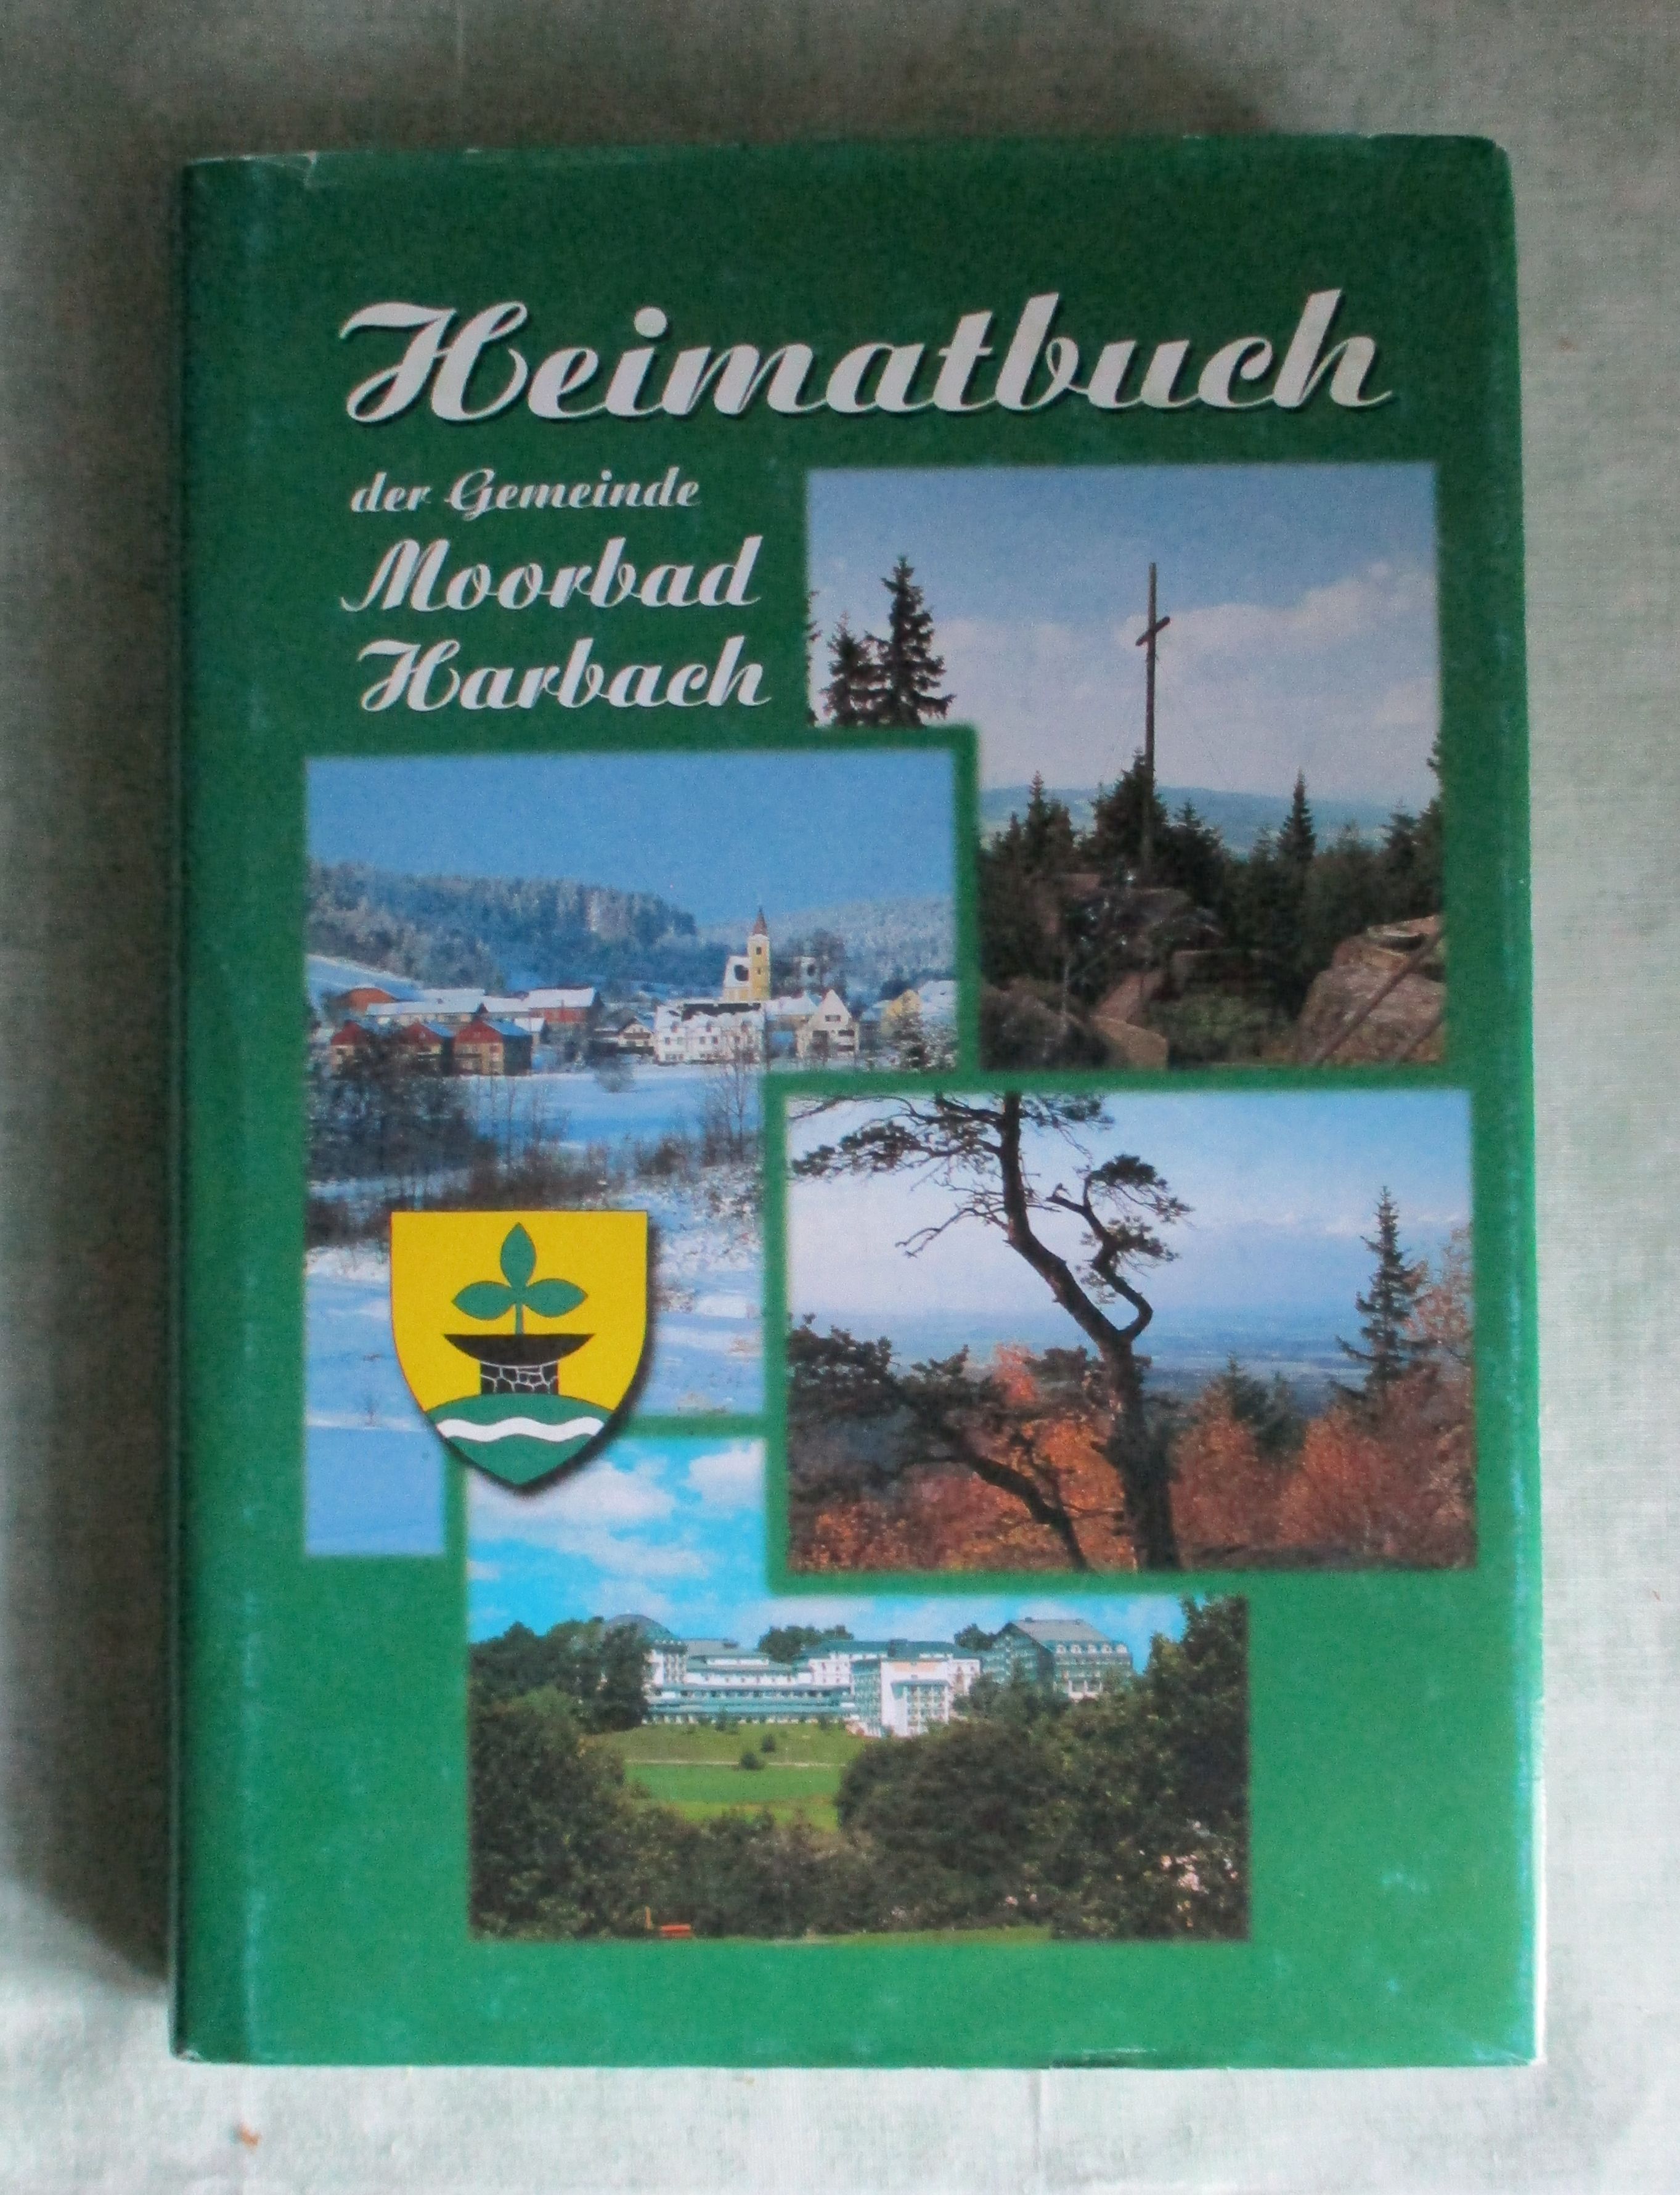 Heimatbuch
der Gemeinde
Moorbad
Harbach